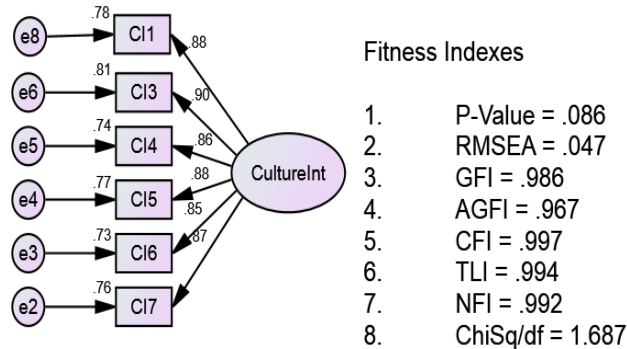 .78
e8
CI1
.88
Fitness Indexes
.81
e6
CI3
.90
1. P-Value = .086
.74
e5
CI4
.86
2. RMSEA = .047
CultureInt
3. GFI = .986
.77
e4
CI5
.88
4. AGFI = .967
.85
5. CFI = .997
.73
e3
CI6
.87
6. TLI = .994
.76
e2
CI7
7. NFI = .992
8. ChiSq/df = 1.687